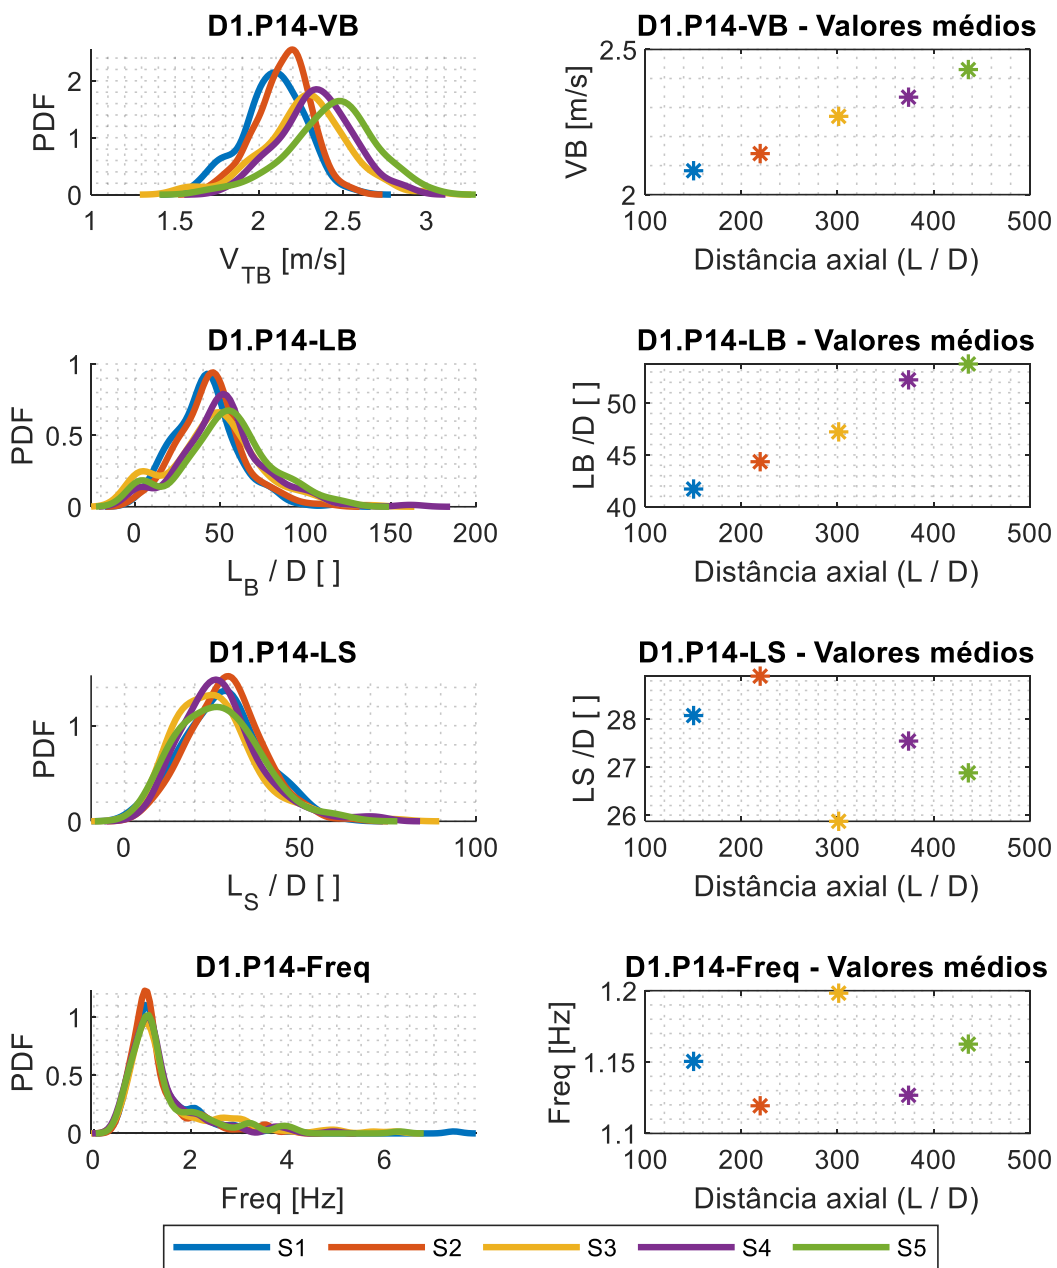 D1.P14-VB
PDF
0
1
2
1
1.5
2
2.5
3
V_TB [m/s]
D1.P14-VB - Valores médios
VB [m/s]
2
2.5
100
200
300
400
500
Distância axial (L / D)
D1.P14-LB
PDF
0
0.5
1
0
50
100
150
200
L_B / D [ ]
D1.P14-LB - Valores médios
LB /D [ ]
40
45
50
100
200
300
400
500
Distância axial (L / D)
D1.P14-LS
PDF
0
1
0
50
100
L_S / D [ ]
D1.P14-LS - Valores médios
LS /D [ ]
26
27
28
100
200
300
400
500
Distância axial (L / D)
D1.P14-Freq
PDF
0
0.5
1
0
2
4
6
Freq [Hz]
D1.P14-Freq - Valores médios
Freq [Hz]
1.1
1.15
1.2
100
200
300
400
500
Distância axial (L / D)
S1
S2
S3
S4
S5